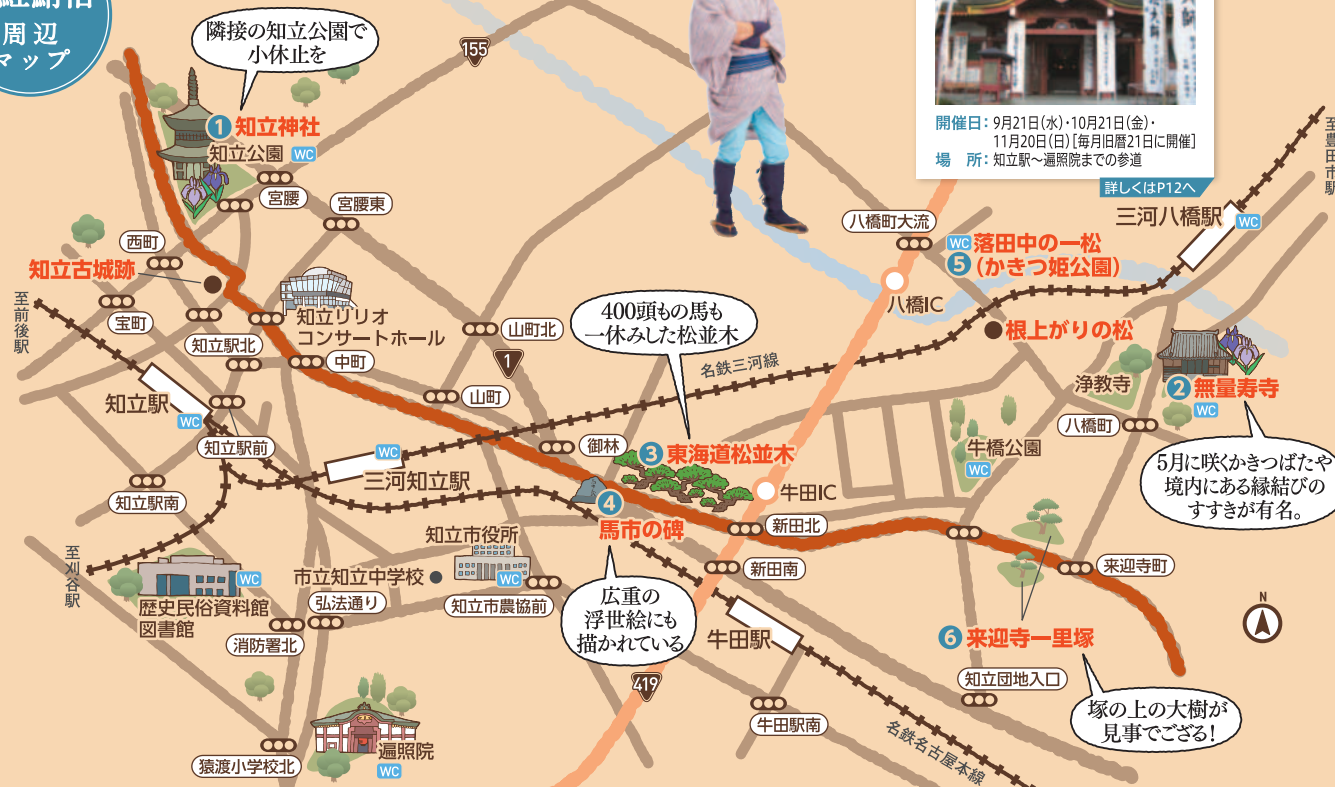 周辺
マップ
隣接の知立公園で
小休止を
155
1 知立神社
知立公園 WC
宮腰
宮腰東
西町
知立古城跡
至前後駅
宝町
知立リリオ
コンサートホール
知立駅北
中町
山町北
1
山町
知立駅
WC
知立駅前
WC
三河知立駅
知立駅南
至刈谷駅
400頭もの馬も
一休みした松並木
名鉄三河線
御林
3 東海道松並木
牛田IC
4
馬市の碑
新田北
新田南
広重の
浮世絵にも
描かれている
知立市役所
WC
市立知立中学校
弘法通り
知立市農協前
WC
歴史民俗資料館
図書館
消防署北
猿渡小学校北
遍照院
WC
419
牛田駅
牛田駅南
名鉄名古屋本線
開催日:9月21日(水)・10月21日(金)・
11月20日(日)[毎月旧暦21日に開催]
場 所:知立駅〜遍照院までの参道
詳しくはP12へ
至豊田市駅
三河八橋駅
WC
八橋町大流
WC 落田中の一松
5 (かきつ姫公園)
八橋IC
根上がりの松
浄教寺
2 無量寿寺
WC
八橋町
牛橋公園
WC
5月に咲くかきつばたや
境内にある縁結びの
すすきが有名。
来迎寺町
N
6 来迎寺一里塚
知立団地入口
塚の上の大樹が
見事でござる!